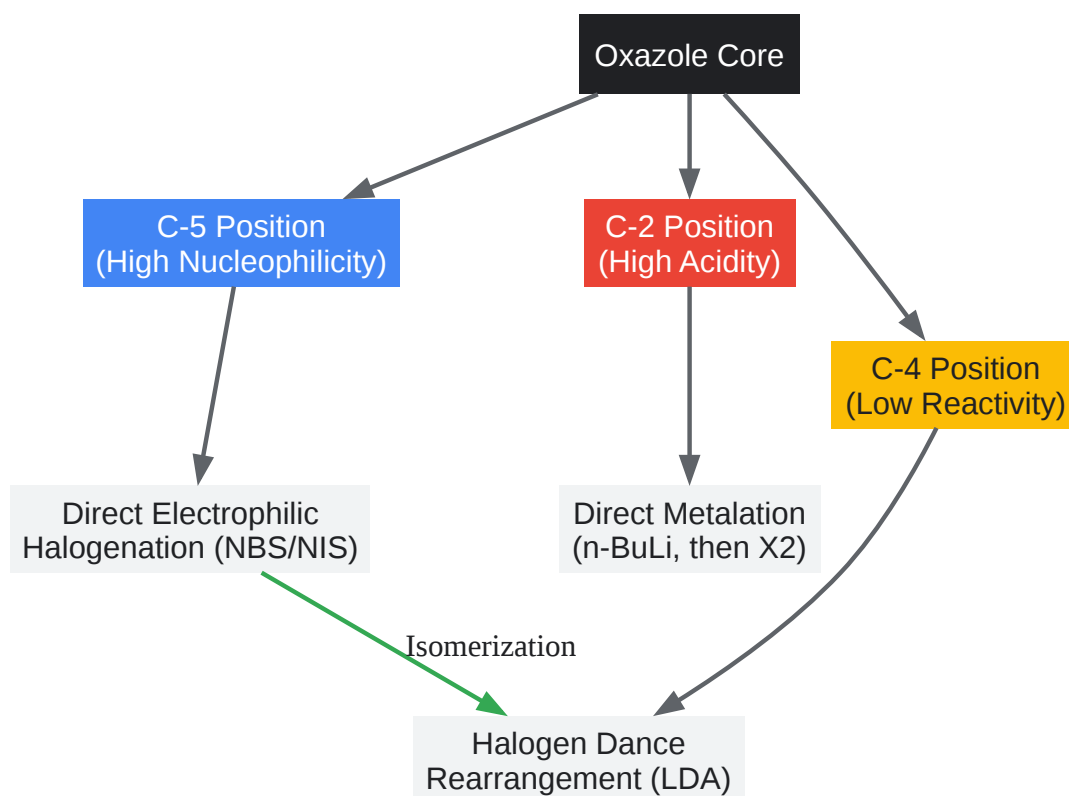 Oxazole Core
C-5 Position
(High Nucleophilicity)
C-2 Position
(High Acidity)
C-4 Position
(Low Reactivity)
Direct Electrophilic
Halogenation (NBS/NIS)
Direct Metalation
(n-BuLi, then X2)
Isomerization
Halogen Dance
Rearrangement (LDA)